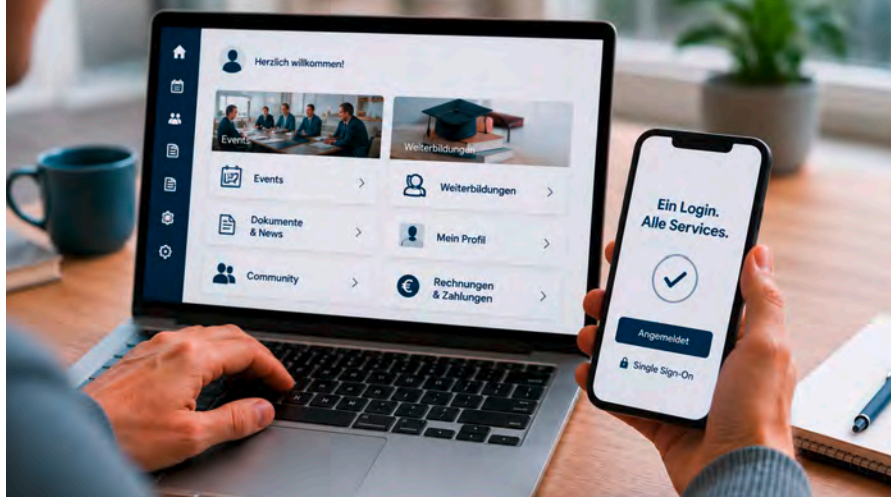 Herzlich willkommen!
Events
Weiterbildungen
Events
Weiterbildungen
Dokumente
& News
Mein Profil
Community
Rechnungen
& Zahlungen
Ein Login.
Alle Services.
Angemeldet
Single Sign-On